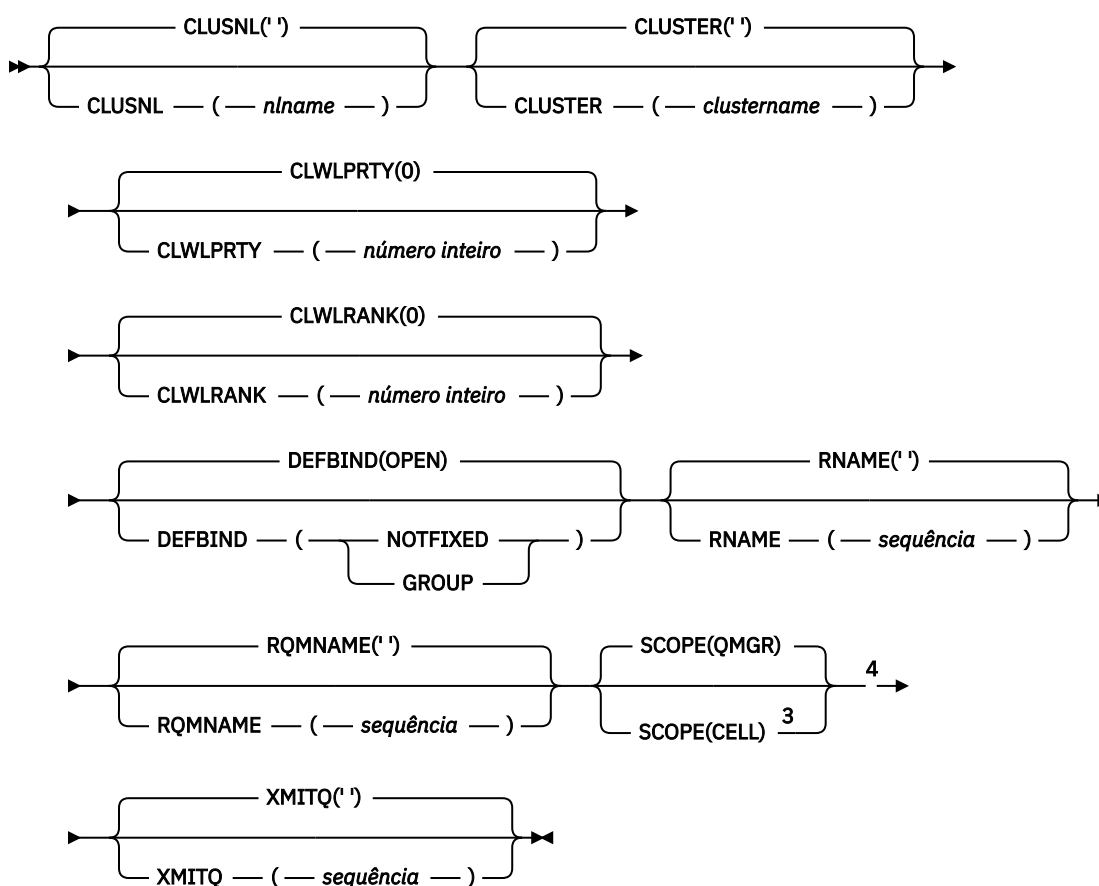 CLUSNL(' ') CLUSTER(' ')
CLUSNL ( nlname ) CLUSTER ( clustername )
CLWLPRTY(0)
CLWLPRTY ( número inteiro )
CLWLRANK(0)
CLWLRANK ( número inteiro )
DEFBIND(OPEN) RNAME(' ')
DEFBIND ( NOTFIXED ) RNAME ( sequência )
GROUP
RQMNAME(' ') SCOPE(QMGR) 4
RQMNAME ( sequência ) SCOPE(CELL) 3
XMITQ(' ')
XMITQ ( sequência )